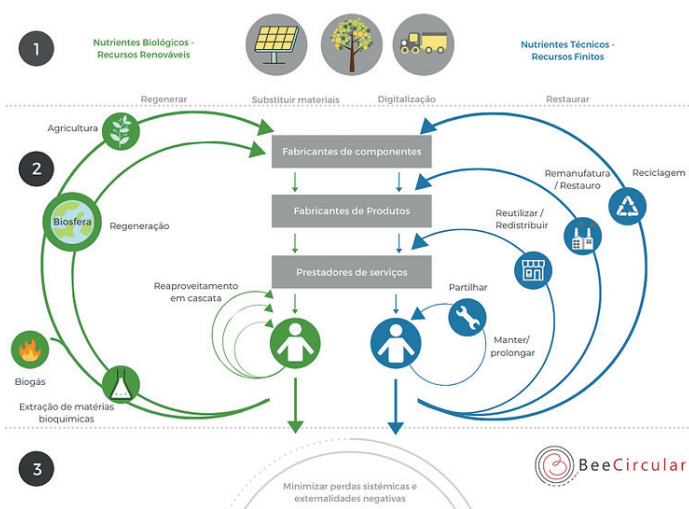 1
Nutrientes Biológicos -
Recursos Renováveis
Nutrientes Técnicos -
Recursos Finitos
Regenerar
Substituir materiais
Digitalização
Restaurar
2
Agricultura
Fabricantes de componentes
Remanufatura
/ Restauro
Reciclagem
Biosfera
Regeneração
Fabricantes de Produtos
Reutilizar /
Redistribuir
Prestadores de serviços
Reaproveitamento
em cascata
Partilhar
Manter/
prolongar
Biogás
Extração de matérias
bioquimicas
3
Minimizar perdas sistémicas e
externalidades negativas
BeeCircular